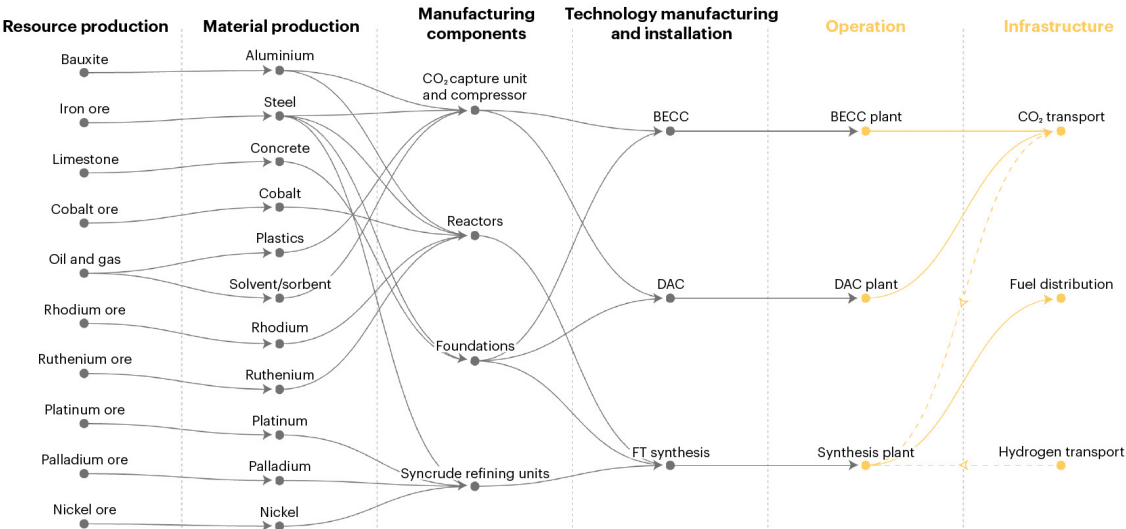 Resource production
Material production
Manufacturing
components
Technology manufacturing
and installation
Operation
Infrastructure
Bauxite
Iron ore
Limestone
Cobalt ore
Oil and gas
Rhodium ore
Ruthenium ore
Platinum ore
Palladium ore
Nickel ore
Aluminium
Steel
Concrete
Cobalt
Plastics
Solvent/sorbent
Rhodium
Ruthenium
Platinum
Palladium
Nickel
CO₂ capture unit
and compressor
Reactors
Foundations
Syncrude refining units
BECC
DAC
FT synthesis
BECC plant
DAC plant
Synthesis plant
CO₂ transport
Fuel distribution
Hydrogen transport